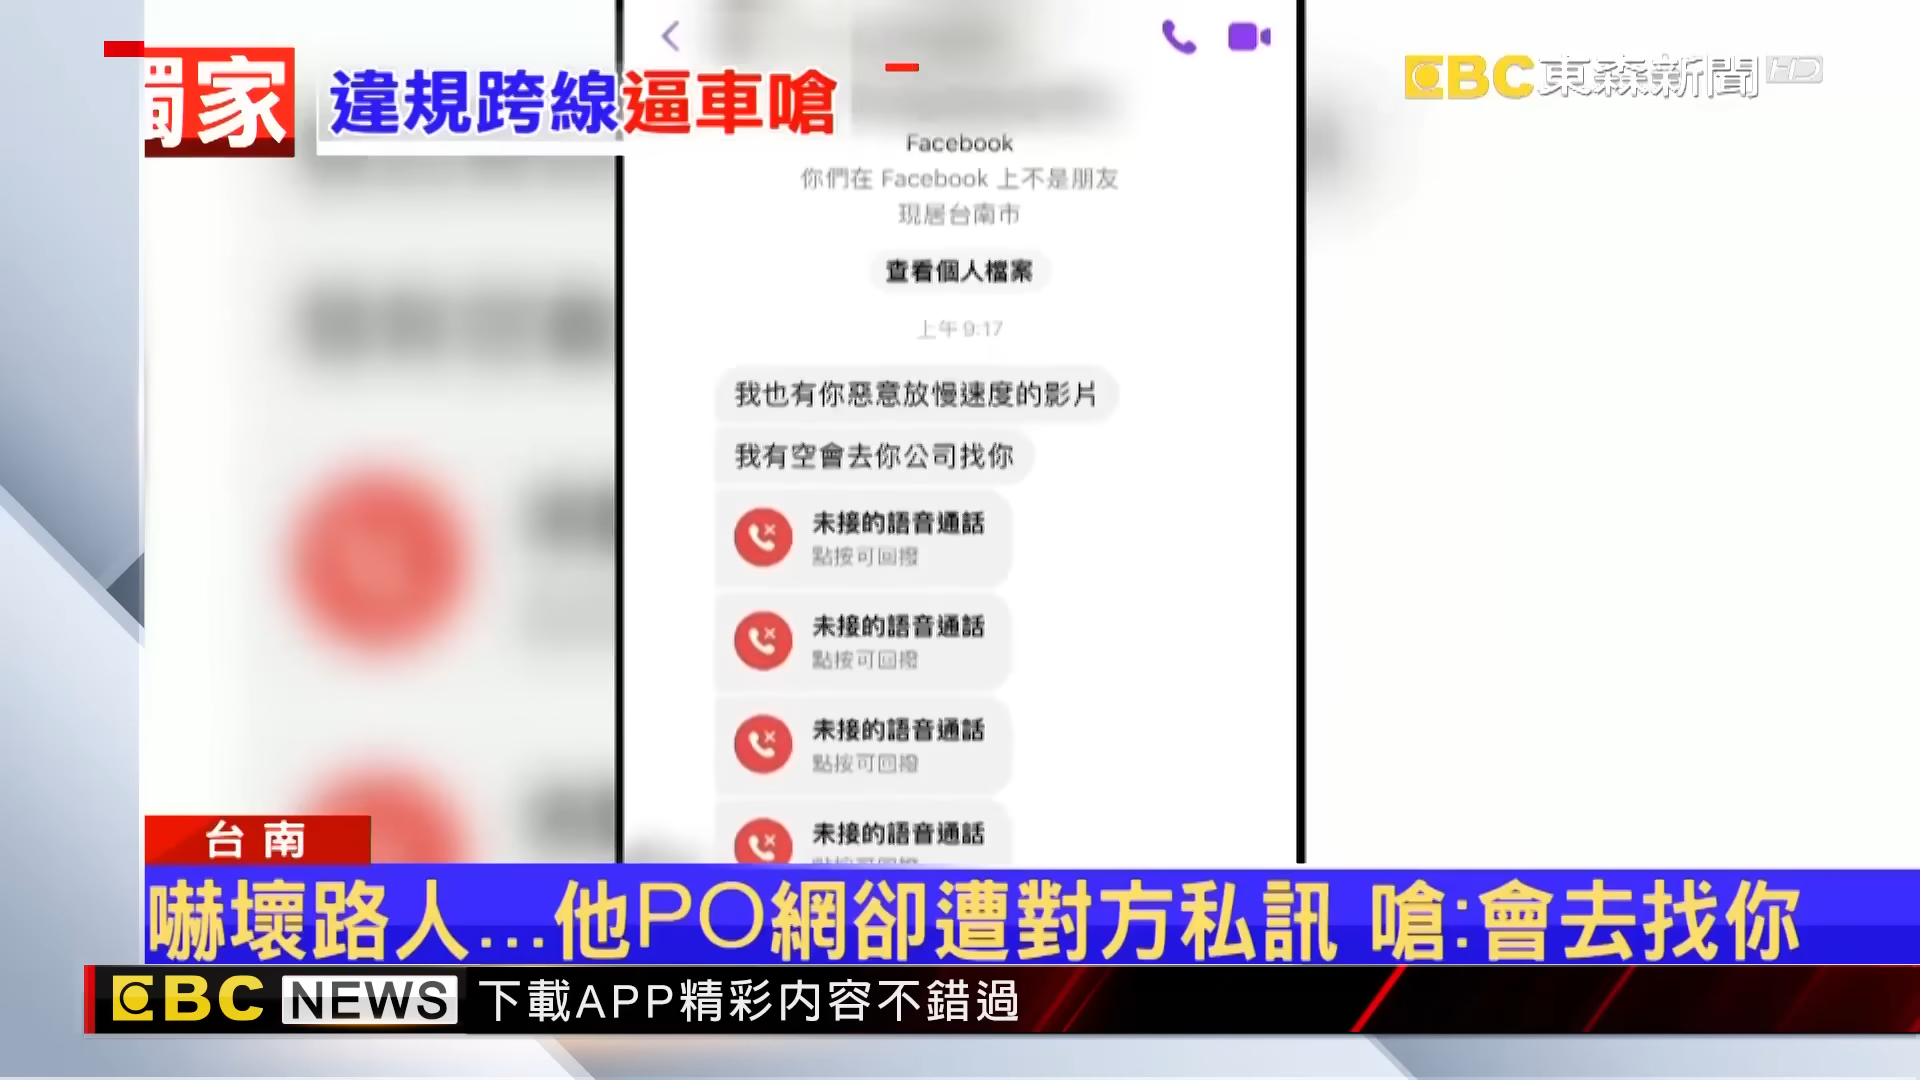 獨家
違規跨線逼車嗆
EBC東森新聞HD
Facebook
你們在 Facebook 上不是朋友
現居台南市
查看個人檔案
上午 9:17
我也有你惡意放慢速度的影片
我有空會去你公司找你
未接的語音通話
點按可回撥
未接的語音通話
點按可回撥
未接的語音通話
點按可回撥
未接的語音通話
點按可回撥
台南
嚇壞路人...他PO網卻遭對方私訊 嗆:會去找你
EBC NEWS 下載APP精彩內容不錯過